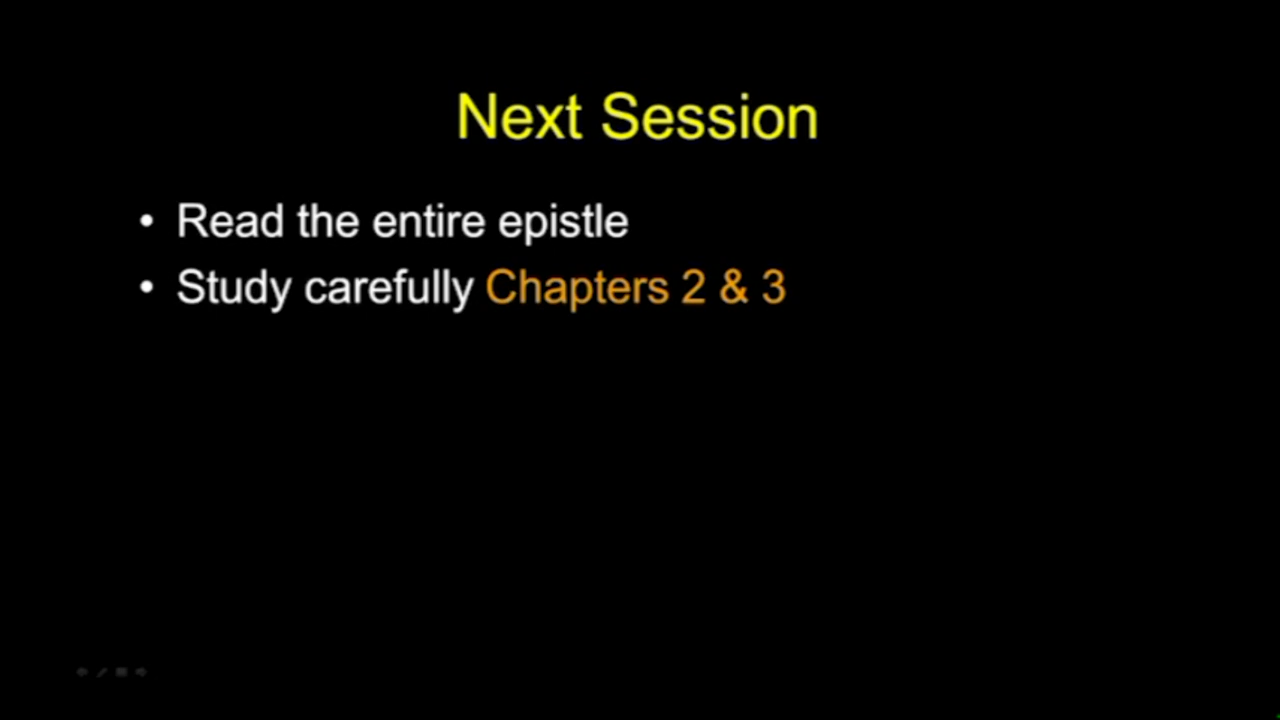 Next Session
• Read the entire epistle
• Study carefully Chapters 2 & 3